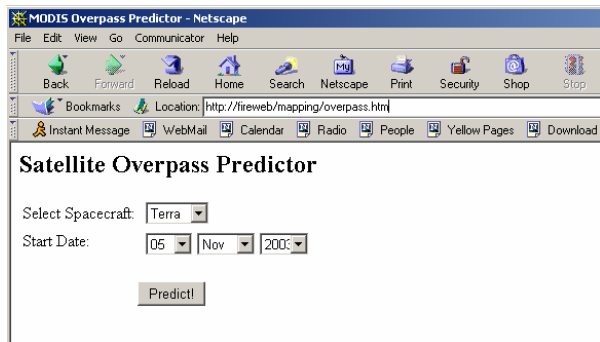 MODIS Overpass Predictor - Netscape
File Edit View Go Communicator Help
My
Back Forward Reload Home Search Netscape Print Security Shop Stop
Bookmarks Location: http://fireweb/mapping/overpass.htm
Instant Message WebMail Calendar Radio People Yellow Pages Download
Satellite Overpass Predictor
Select Spacecraft: Terra
Start Date: 05 Nov 2003
Predict!